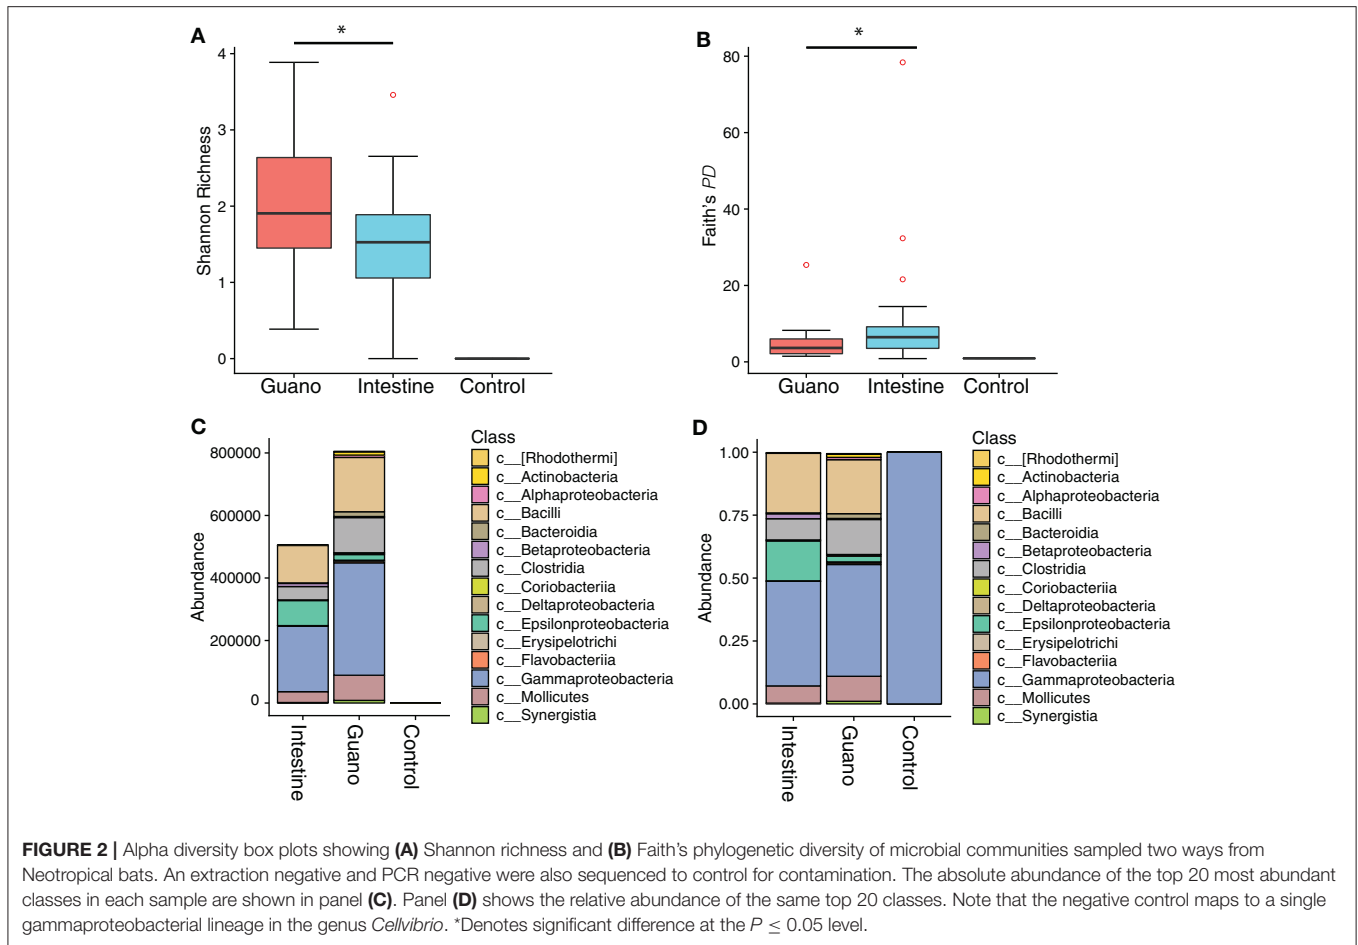 A
*
Shannon Richness
4
3
2
1
0
Guano Intestine Control
B
*
Faith's PD
80
60
40
20
0
Guano Intestine Control
C
Abundance
800000
600000
400000
200000
0
Intestine
Guano
Control
Class
c__[Rhodothermi]
c__Actinobacteria
c__Alphaproteobacteria
c__Bacilli
c__Bacteroidia
c__Betaproteobacteria
c__Clostridia
c__Coriobacteriia
c__Deltaproteobacteria
c__Epsilonproteobacteria
c__Erysipelotrichi
c__Flavobacteriia
c__Gammaproteobacteria
c__Mollicutes
c__Synergistia
D
Abundance
1.00
0.75
0.50
0.25
0.00
Intestine
Guano
Control
Class
c__[Rhodothermi]
c__Actinobacteria
c__Alphaproteobacteria
c__Bacilli
c__Bacteroidia
c__Betaproteobacteria
c__Clostridia
c__Coriobacteriia
c__Deltaproteobacteria
c__Epsilonproteobacteria
c__Erysipelotrichi
c__Flavobacteriia
c__Gammaproteobacteria
c__Mollicutes
c__Synergistia
FIGURE 2 | Alpha diversity box plots showing (A) Shannon richness and (B) Faith's phylogenetic diversity of microbial communities sampled two ways from
Neotropical bats. An extraction negative and PCR negative were also sequenced to control for contamination. The absolute abundance of the top 20 most abundant
classes in each sample are shown in panel (C). Panel (D) shows the relative abundance of the same top 20 classes. Note that the negative control maps to a single
gammaproteobacterial lineage in the genus Cellvibrio. *Denotes significant difference at the P ≤ 0.05 level.